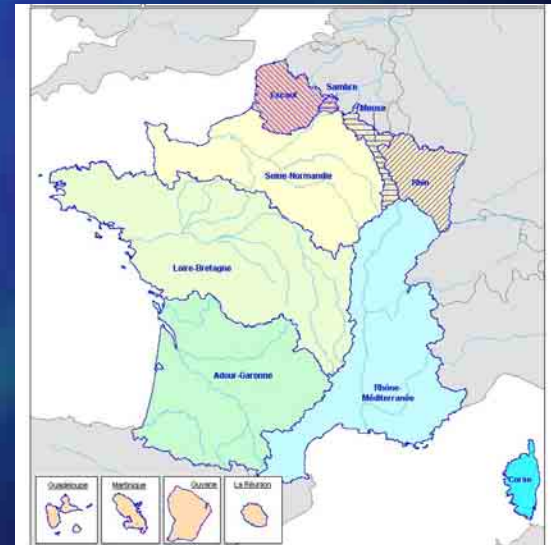 Escaut
Sambre
Meuse
Rhin
Seine-Normandie
Loire-Bretagne
Adour-Garonne
Rhône-
Méditerranée
Corse
Guadeloupe
Martinique
Guyane
La Réunion